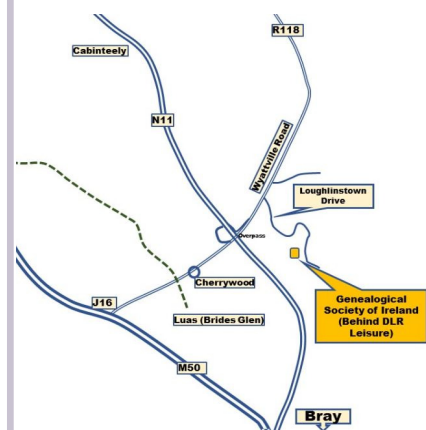 R118
Cabinteely
N11
Wyattville Road
Loughlinstown
Drive
Overpass
Cherrywood
Genealogical
Society of Ireland
(Behind DLR
Leisure)
J16
Luas (Brides Glen)
M50
Bray